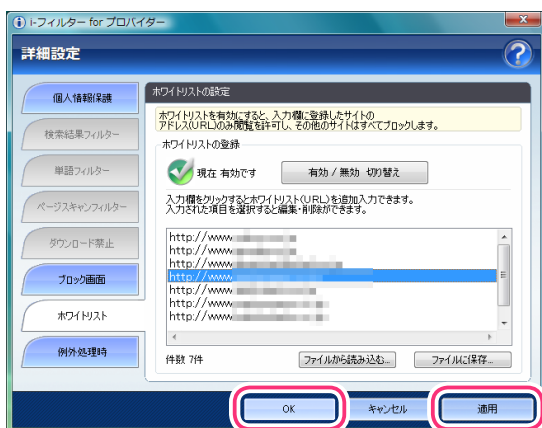 i-フィルター for プロバイダー
詳細設定
?
個人情報保護
検索結果フィルター
単語フィルター
ページスキャンフィルター
ダウンロード禁止
ブロック画面
ホワイトリスト
例外処理時
ホワイトリストの設定
ホワイトリストを有効にすると、入力欄に登録したサイトの
アドレス(URL)のみ閲覧を許可し、その他のサイトはすべてブロックします。
ホワイトリストの登録
現在 有効です
有効 / 無効 切り替え
入力欄をクリックするとホワイトリスト(URL)を追加入力できます。
入力された項目を選択すると編集・削除ができます。
http://www
http://www
http://www
http://www
http://www
http://www
http://www
件数 7件
ファイルから読み込む...
ファイルに保存...
OK
キャンセル
適用